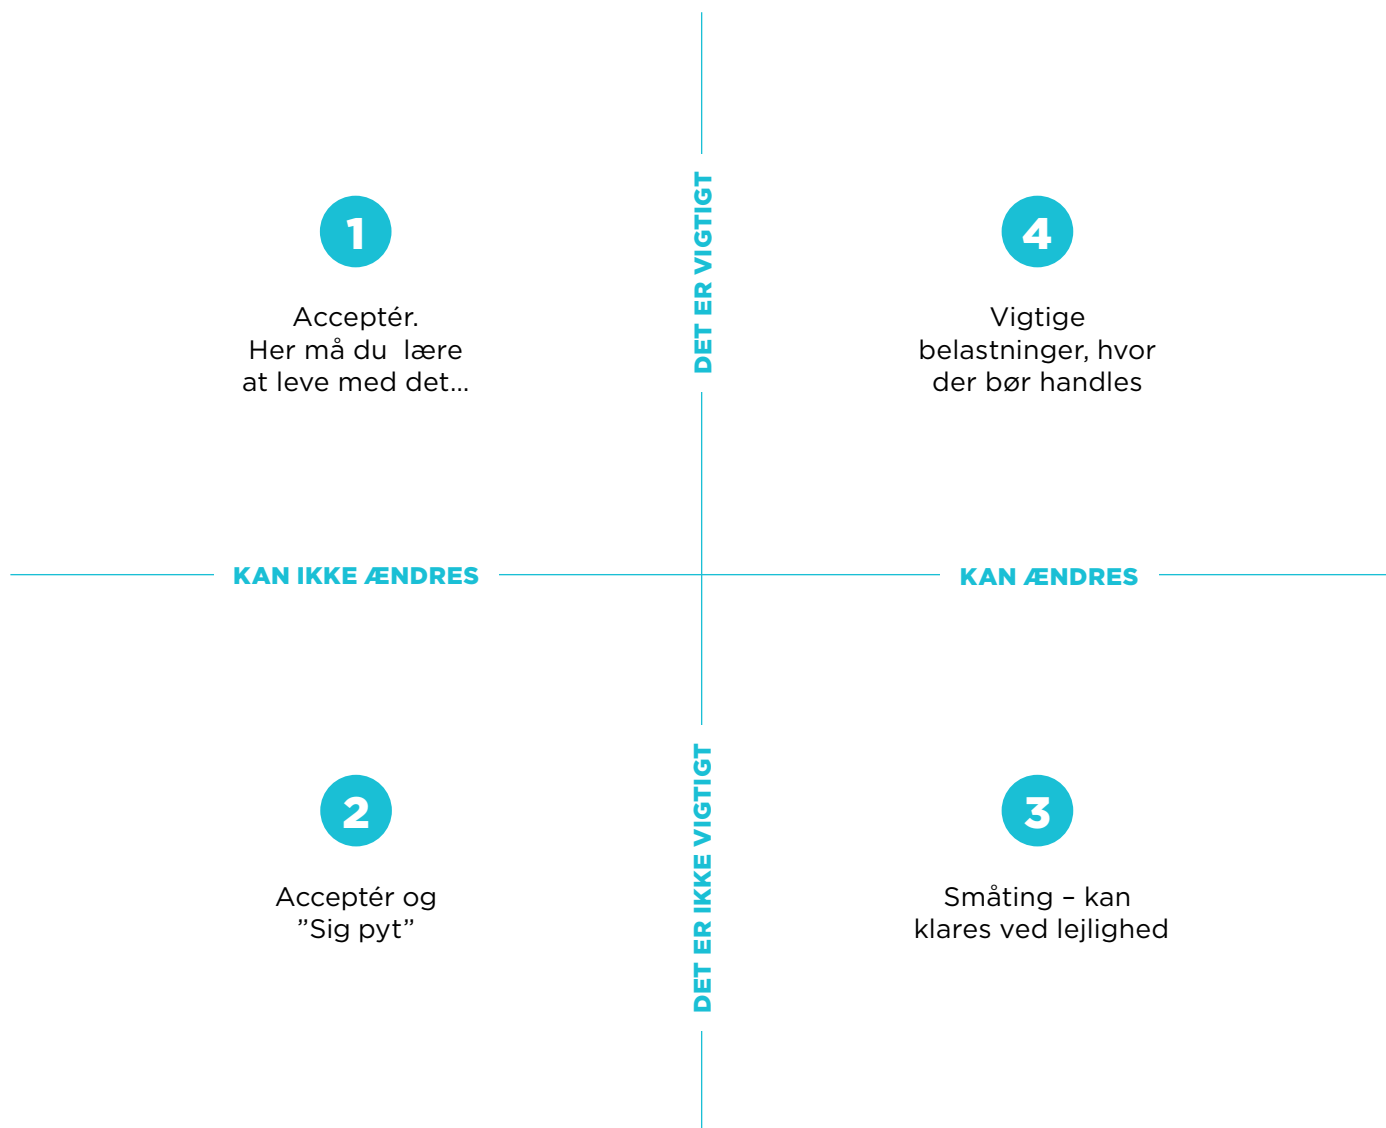 DET ER VIGTIGT
1
Acceptér.
Her må du  lære
at leve med det...
4
Vigtige
belastninger, hvor
der bør handles
KAN IKKE ÆNDRES
KAN ÆNDRES
DET ER IKKE VIGTIGT
2
Acceptér og
”Sig pyt”
3
Småting – kan
klares ved lejlighed